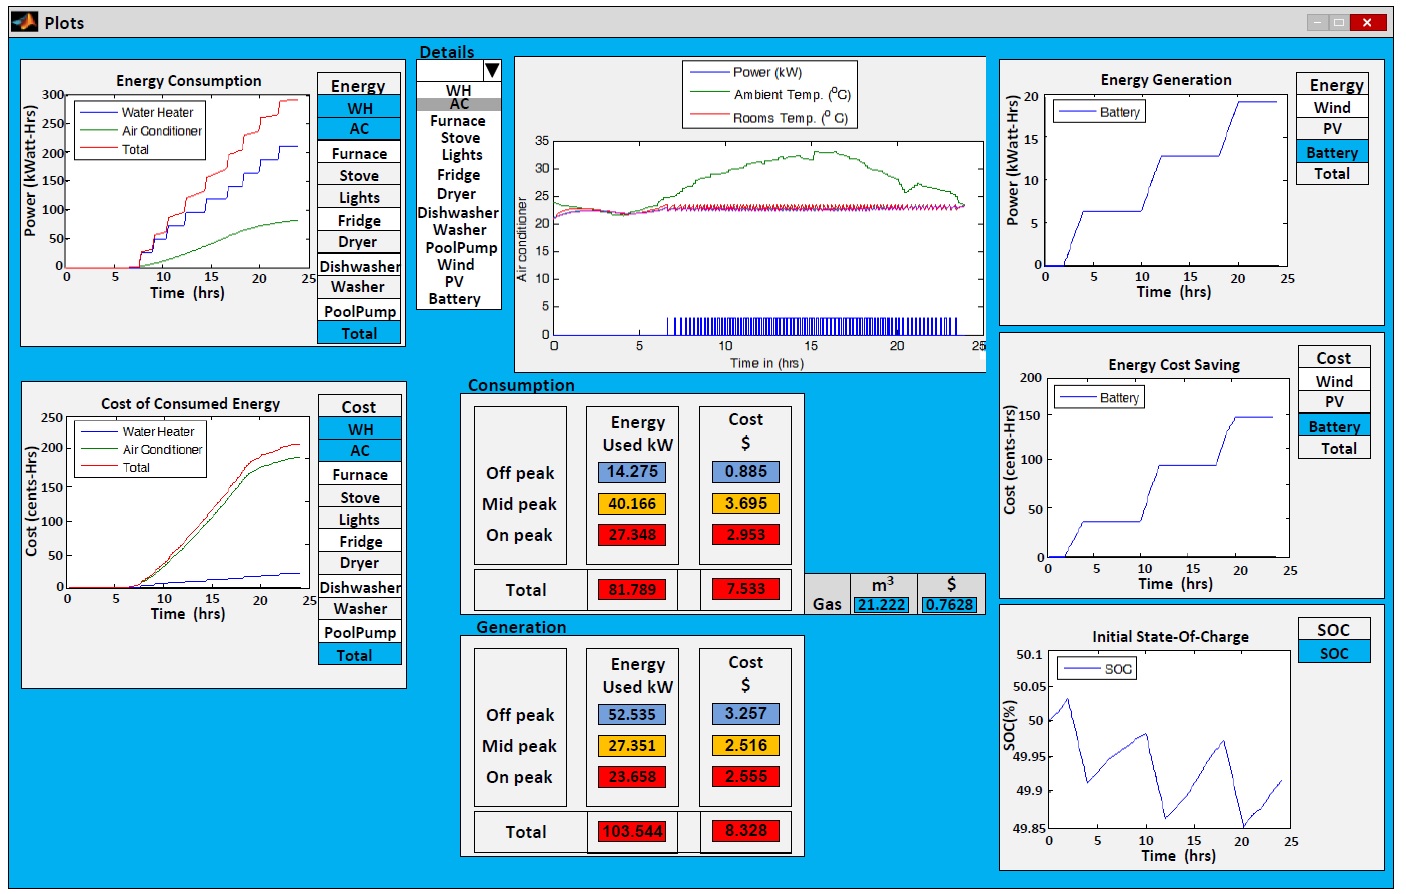 Plots
Energy Consumption
Water Heater
Air Conditioner
Total
Power (kWatt-Hrs)
300
250
200
150
100
50
0
0 5 10 15 20 25
Time (hrs)
Energy
WH
AC
Furnace
Stove
Lights
Fridge
Dryer
Dishwasher
Washer
PoolPump
Total
Details
WH
AC
Furnace
Stove
Lights
Fridge
Dryer
Dishwasher
Washer
PoolPump
Wind
PV
Battery
Power (kW)
Ambient Temp. (°C)
Rooms Temp. (° C)
Air conditioner
35
30
25
20
15
10
5
0
0 5 10 15 20 25
Time in (hrs)
Energy Generation
Battery
Power (kWatt-Hrs)
20
15
10
5
0
0 5 10 15 20 25
Time (hrs)
Energy
Wind
PV
Battery
Total
Cost of Consumed Energy
Water Heater
Air Conditioner
Total
Cost (cents-Hrs)
250
200
150
100
50
0
0 5 10 15 20 25
Time (hrs)
Cost
WH
AC
Furnace
Stove
Lights
Fridge
Dryer
Dishwasher
Washer
PoolPump
Total
Consumption
Energy Used kW Cost $
Off peak 14.275 0.885
Mid peak 40.166 3.695
On peak 27.348 2.953
Total 81.789 7.533
m³ $
Gas 21.222 0.7628
Generation
Energy Used kW Cost $
Off peak 52.535 3.257
Mid peak 27.351 2.516
On peak 23.658 2.555
Total 103.544 8.328
Energy Cost Saving
Battery
Cost (cents-Hrs)
200
150
100
50
0
0 5 10 15 20 25
Time (hrs)
Cost
Wind
PV
Battery
Total
Initial State-Of-Charge
SOC
SOC(%)
50.1
50.05
50
49.95
49.9
49.85
0 5 10 15 20 25
Time (hrs)
SOC
SOC